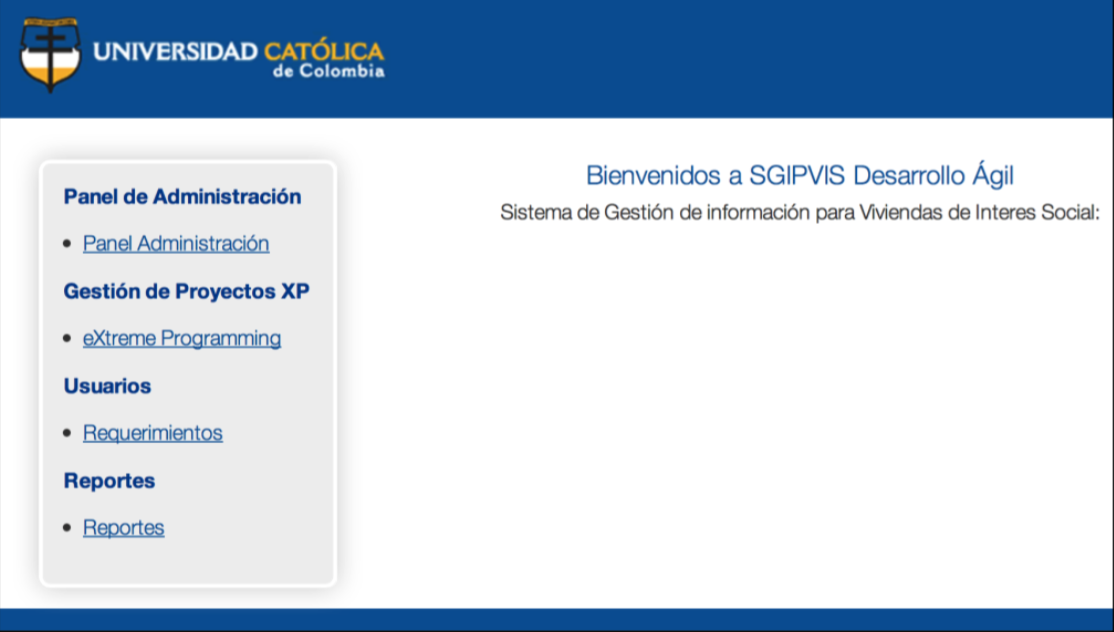 UNIVERSIDAD CATÓLICA
de Colombia
Panel de Administración
Panel Administración
Gestión de Proyectos XP
eXtreme Programming
Usuarios
Requerimientos
Reportes
Reportes
Bienvenidos a SGIPVIS Desarrollo Ágil
Sistema de Gestión de información para Viviendas de Interes Social: